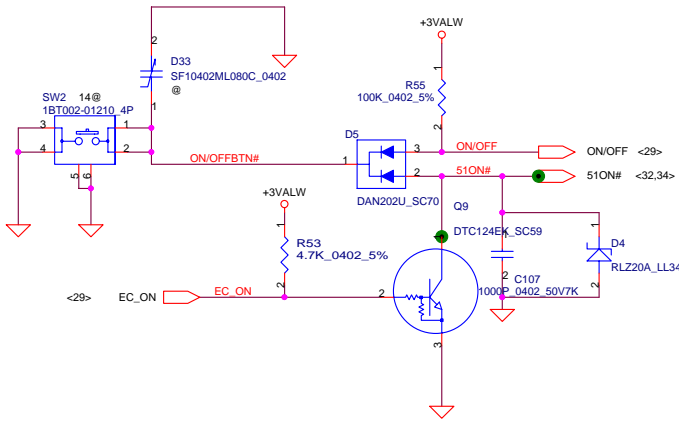 +3VALW
2
D33
SF10402ML080C_0402
@
1
R55
100K_0402_5%
1
2
SW2 14@
1BT002-01210_4P
3
4
1
2
5
6
ON/OFFBTN#
D5
1
3
2
DAN202U_SC70
ON/OFF
ON/OFF <29>
51ON#
51ON# <32,34>
+3VALW
1
R53
4.7K_0402_5%
2
Q9
DTC124EK_SC59
1
D4
RLZ20A_LL34
1
2
C107
1000P_0402_50V7K
2
<29> EC_ON
EC_ON
2
3